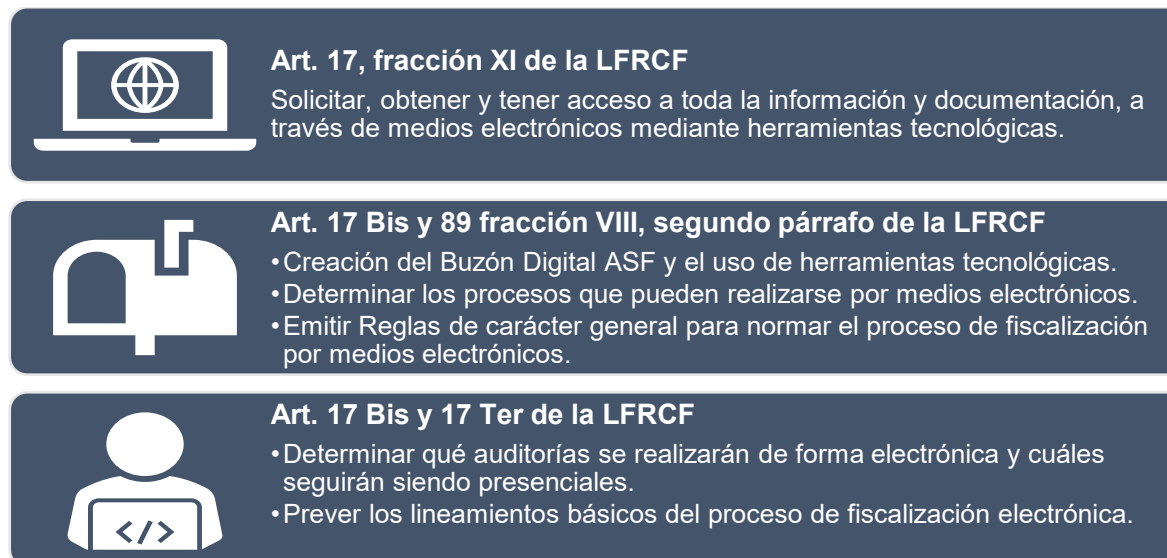 Art. 17, fracción XI de la LFRCF
Solicitar, obtener y tener acceso a toda la información y documentación, a
través de medios electrónicos mediante herramientas tecnológicas.
Art. 17 Bis y 89 fracción VIII, segundo párrafo de la LFRCF
•Creación del Buzón Digital ASF y el uso de herramientas tecnológicas.
•Determinar los procesos que pueden realizarse por medios electrónicos.
•Emitir Reglas de carácter general para normar el proceso de fiscalización
por medios electrónicos.
Art. 17 Bis y 17 Ter de la LFRCF
•Determinar qué auditorías se realizarán de forma electrónica y cuáles
seguirán siendo presenciales.
•Prever los lineamientos básicos del proceso de fiscalización electrónica.
</>